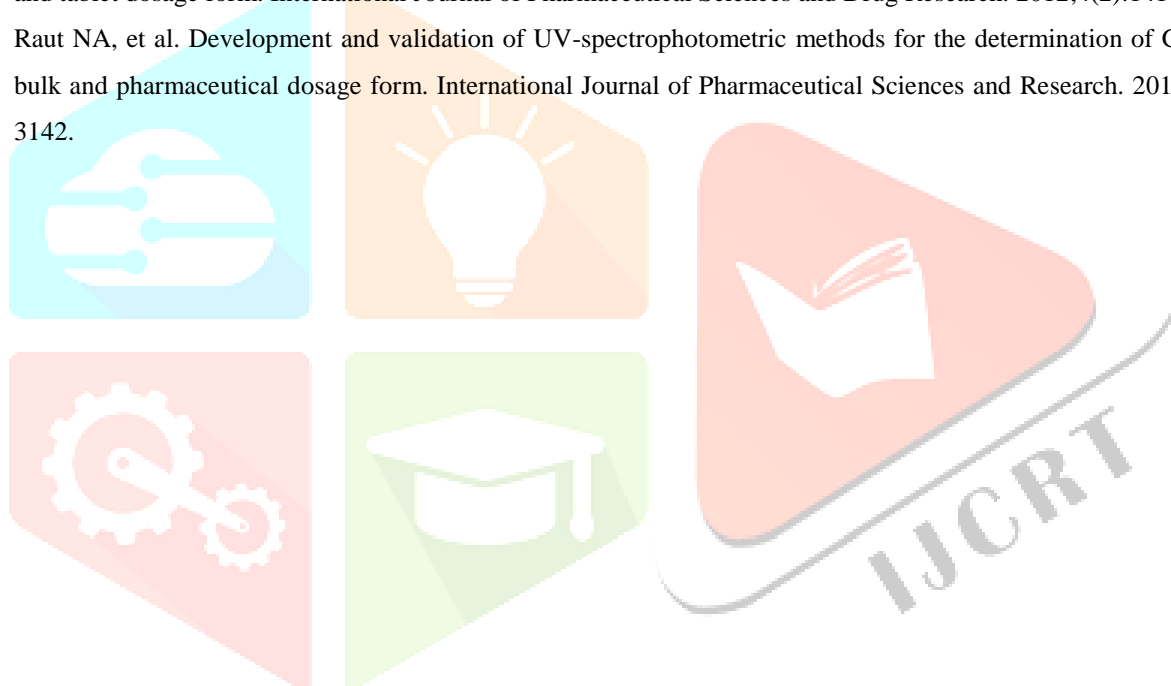 and tablet dosage form. International Journal of Pharmaceutical Sciences and Drug Research. 2012;4(2):141
Raut NA, et al. Development and validation of UV-spectrophotometric methods for the determination of
bulk and pharmaceutical dosage form. International Journal of Pharmaceutical Sciences and Research. 201
3142.
IJCRT